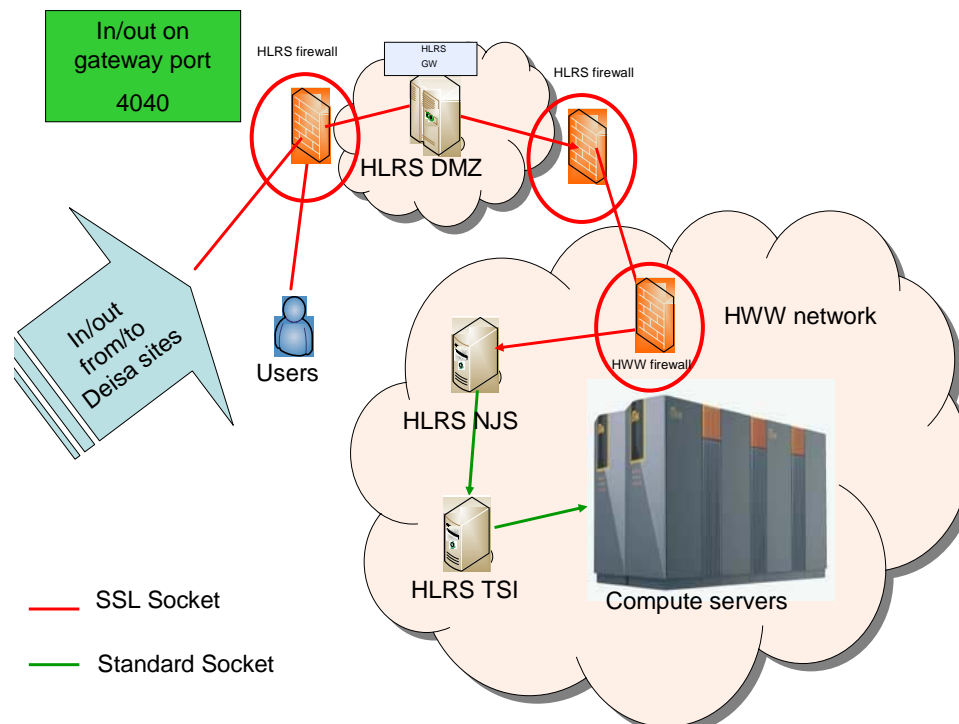 In/out on
gateway port
4040
HLRS firewall
HLRS
GW
HLRS firewall
HLRS DMZ
In/out
from/to
Deisa sites
Users
HWW network
HWW firewall
HLRS NJS
HLRS TSI
Compute servers
SSL Socket
Standard Socket